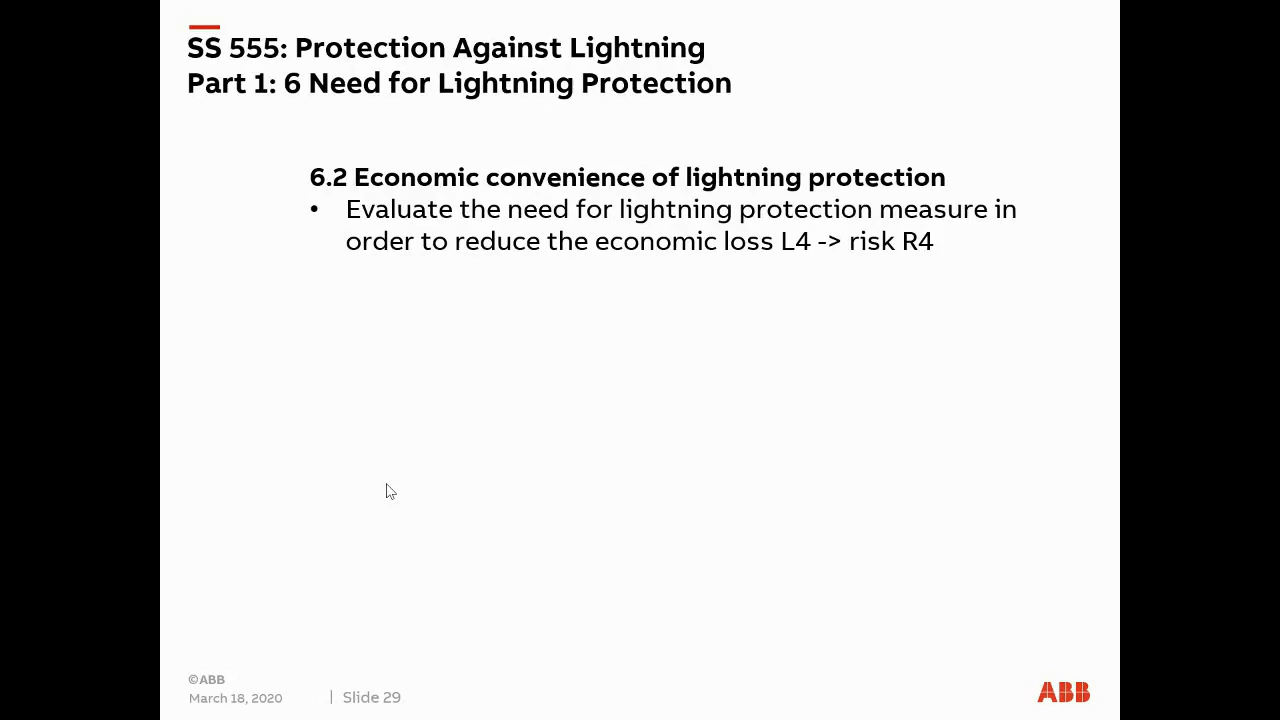 SS 555: Protection Against Lightning
Part 1: 6 Need for Lightning Protection
6.2 Economic convenience of lightning protection
• Evaluate the need for lightning protection measure in
order to reduce the economic loss L4 -> risk R4
©ABB
March 18, 2020 | Slide 29
ABB